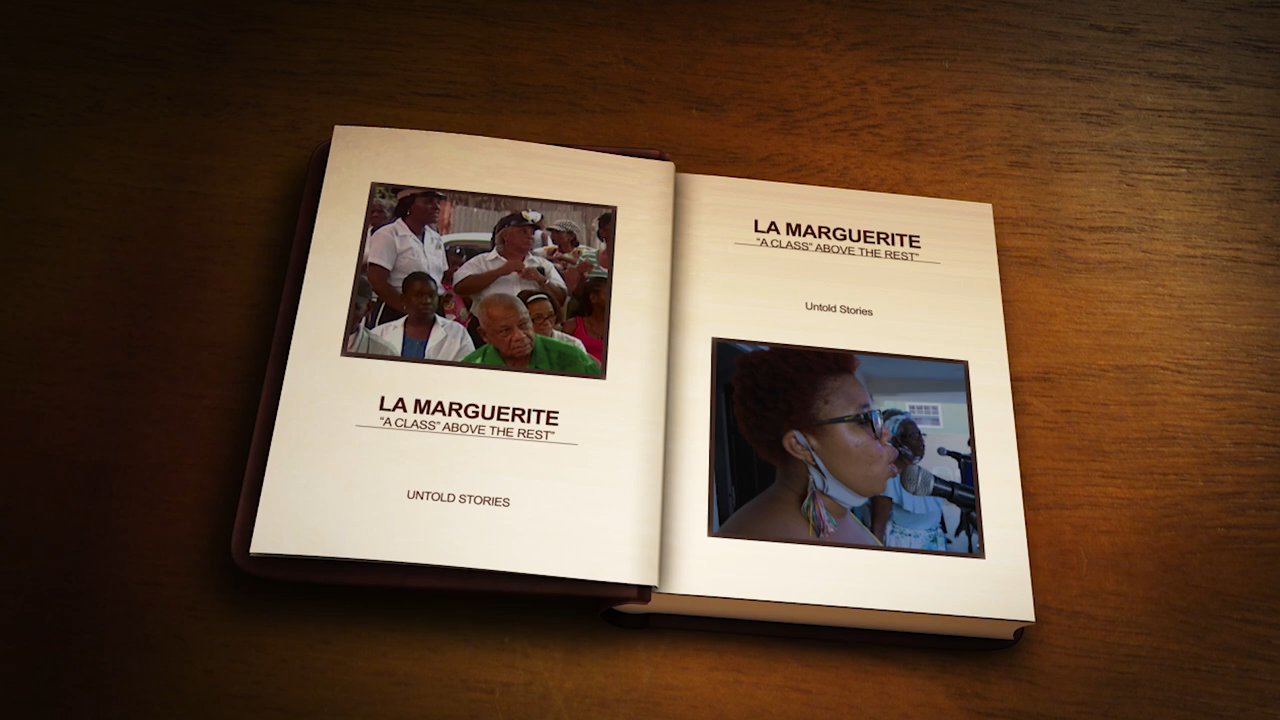 LA MARGUERITE
"A CLASS" ABOVE THE REST"
UNTOLD STORIES
LA MARGUERITE
"A CLASS" ABOVE THE REST"
Untold Stories